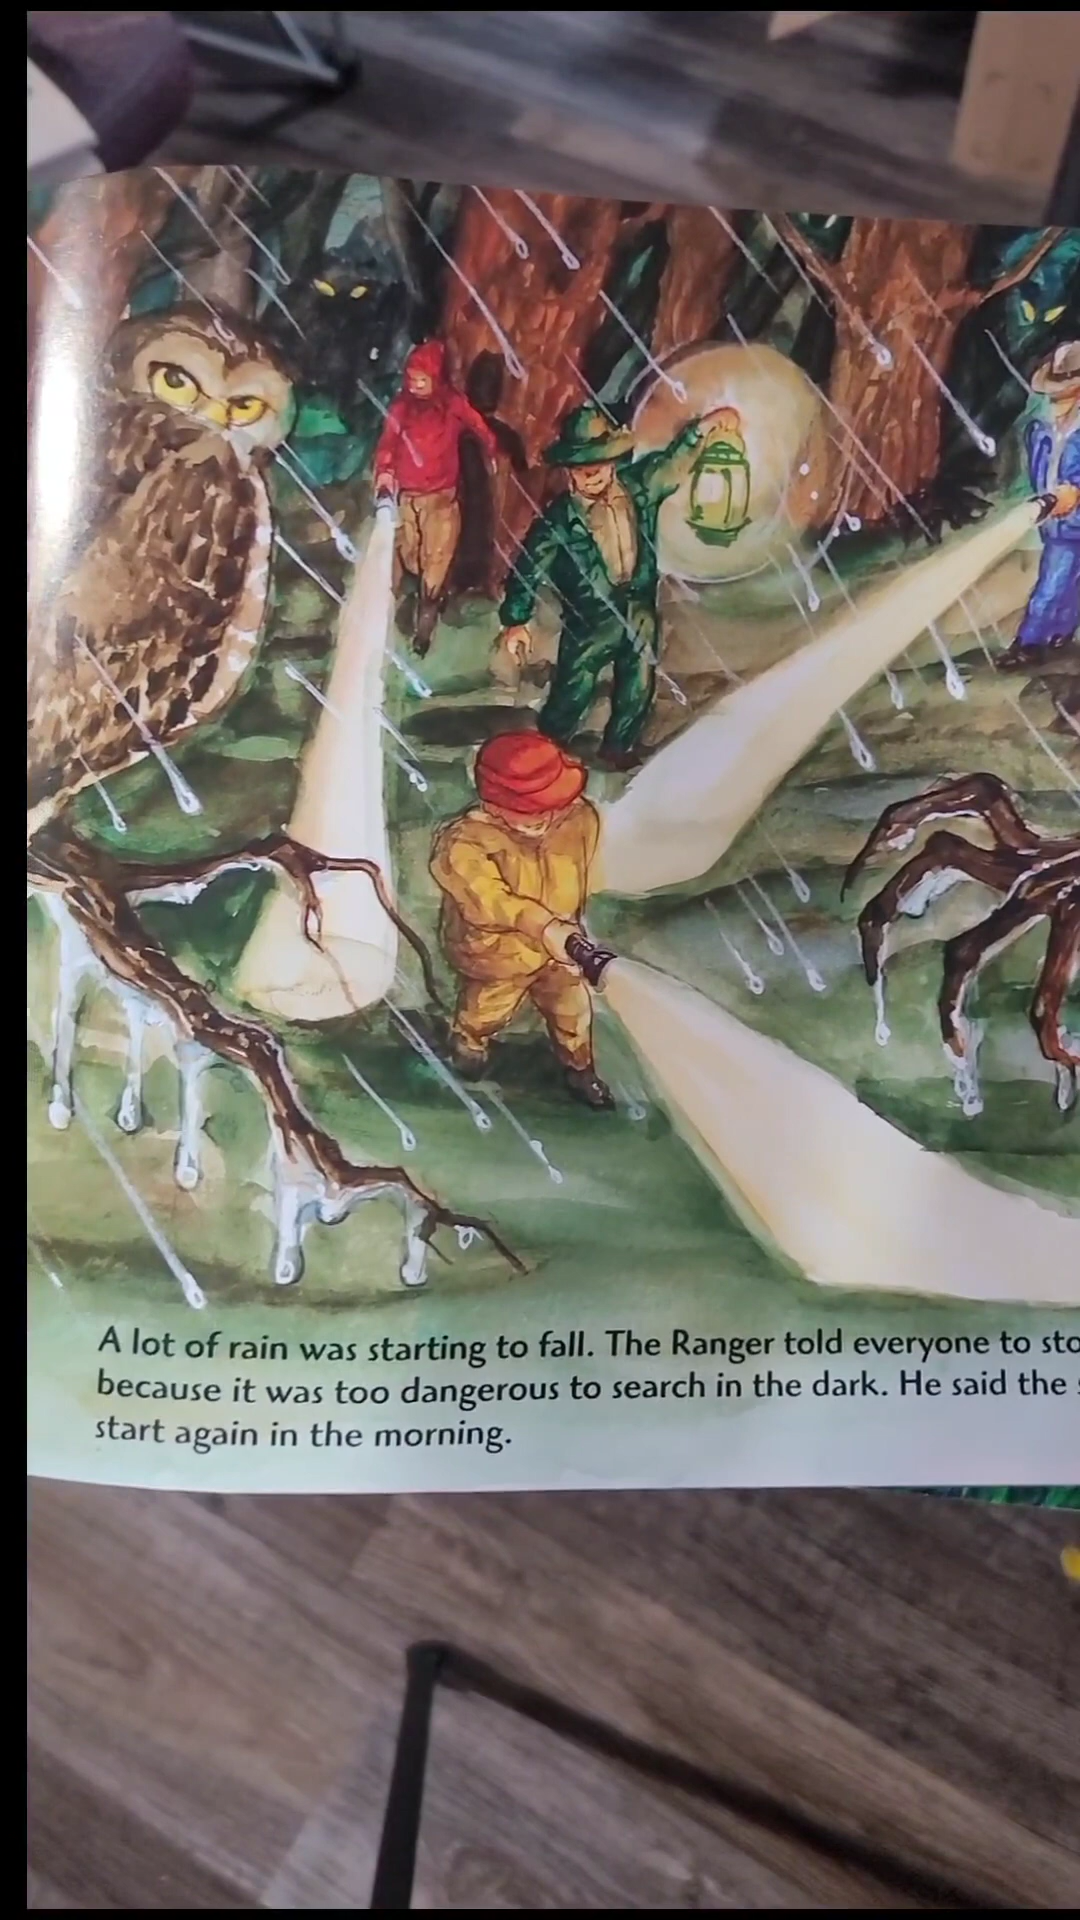 A lot of rain was starting to fall. The Ranger told everyone to
because it was too dangerous to search in the dark. He said the
start again in the morning.